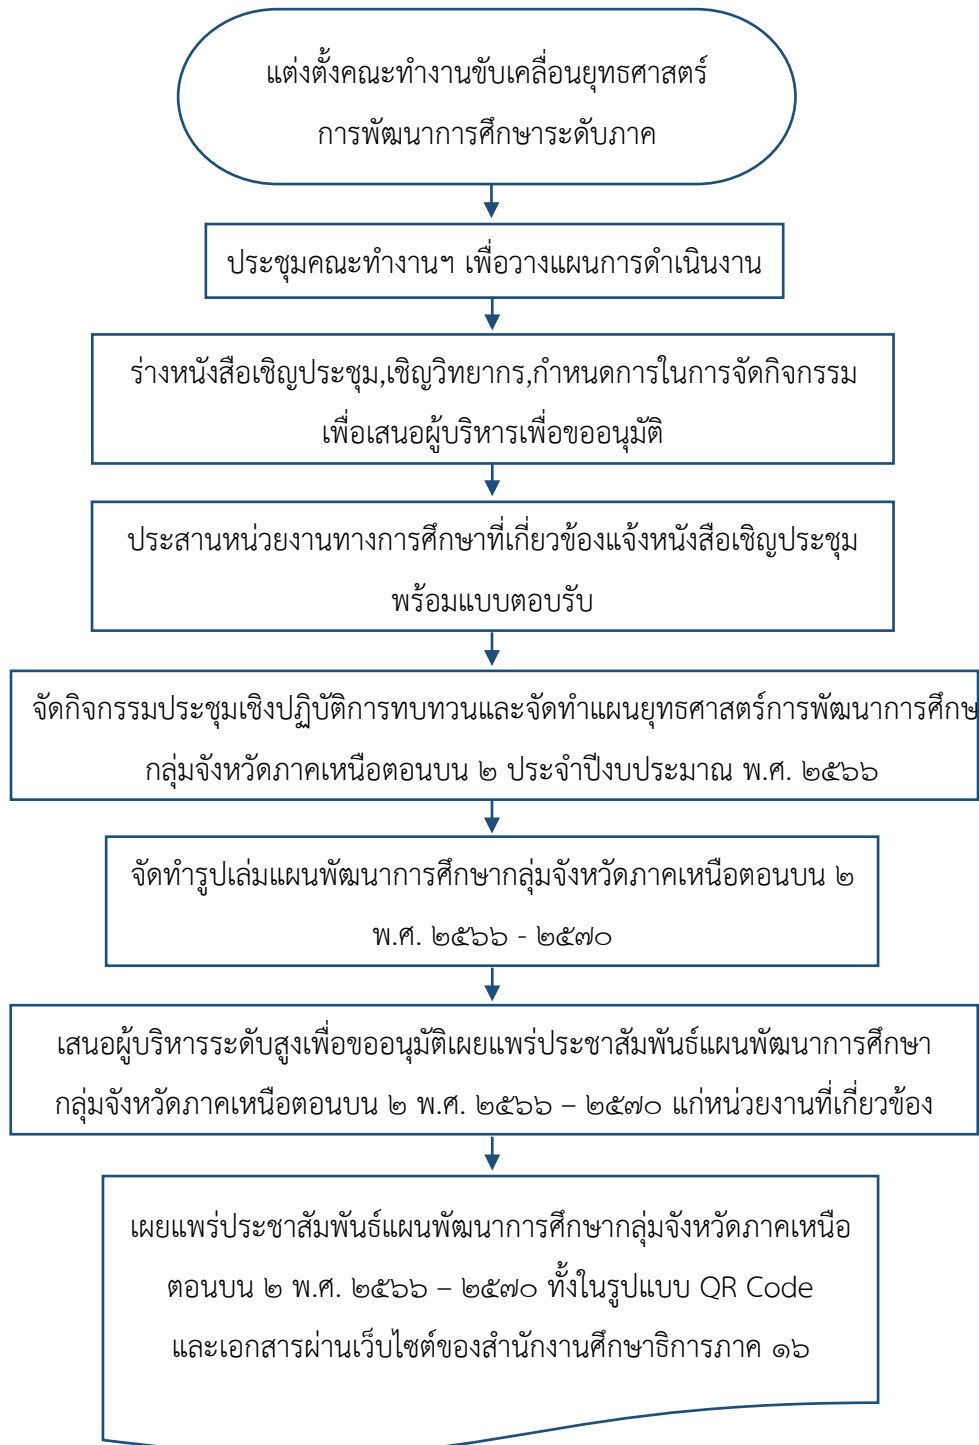 แต่งตั้งคณะทำงานขับเคลื่อนยุทธศาสตร์
การพัฒนาการศึกษาระดับภาค
ประชุมคณะทำงานฯ เพื่อวางแผนการดำเนินงาน
ร่างหนังสือเชิญประชุม,เชิญวิทยากร,กำหนดการในการจัดกิจกรรม
เพื่อเสนอผู้บริหารเพื่อขออนุมัติ
ประสานหน่วยงานทางการศึกษาที่เกี่ยวข้องแจ้งหนังสือเชิญประชุม
พร้อมแบบตอบรับ
จัดกิจกรรมประชุมเชิงปฏิบัติการทบทวนและจัดทำแผนยุทธศาสตร์การพัฒนาการศึกษ
กลุ่มจังหวัดภาคเหนือตอนบน ๒ ประจำปีงบประมาณ พ.ศ. ๒๕๖๖
จัดทำรูปเล่มแผนพัฒนาการศึกษากลุ่มจังหวัดภาคเหนือตอนบน ๒
พ.ศ. ๒๕๖๖ - ๒๕๗๐
เสนอผู้บริหารระดับสูงเพื่อขออนุมัติเผยแพร่ประชาสัมพันธ์แผนพัฒนาการศึกษา
กลุ่มจังหวัดภาคเหนือตอนบน ๒ พ.ศ. ๒๕๖๖ – ๒๕๗๐ แก่หน่วยงานที่เกี่ยวข้อง
เผยแพร่ประชาสัมพันธ์แผนพัฒนาการศึกษากลุ่มจังหวัดภาคเหนือ
ตอนบน ๒ พ.ศ. ๒๕๖๖ – ๒๕๗๐ ทั้งในรูปแบบ QR Code
และเอกสารผ่านเว็บไซต์ของสำนักงานศึกษาธิการภาค ๑๖